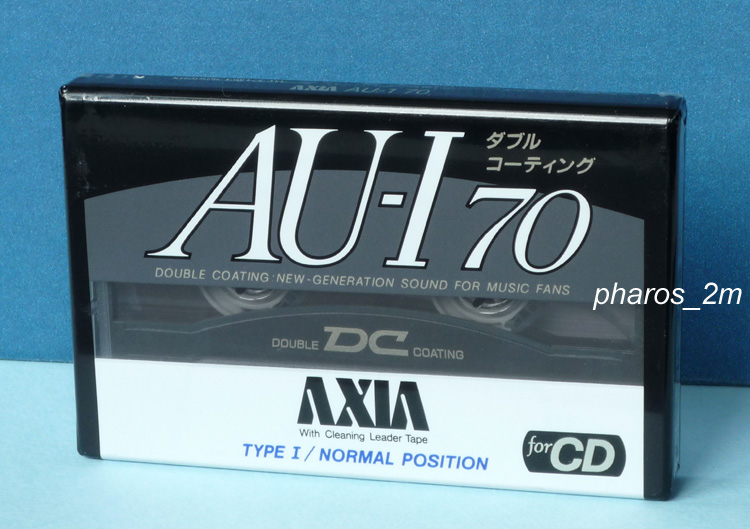 AXIA AU-I 70
AU-I 70
ダブル
コーティング
DOUBLE COATING NEW-GENERATION SOUND FOR MUSIC FANS
pharos_2m
DOUBLE DC COATING
AXIA
With Cleaning Leader Tape
TYPE I / NORMAL POSITION
for CD